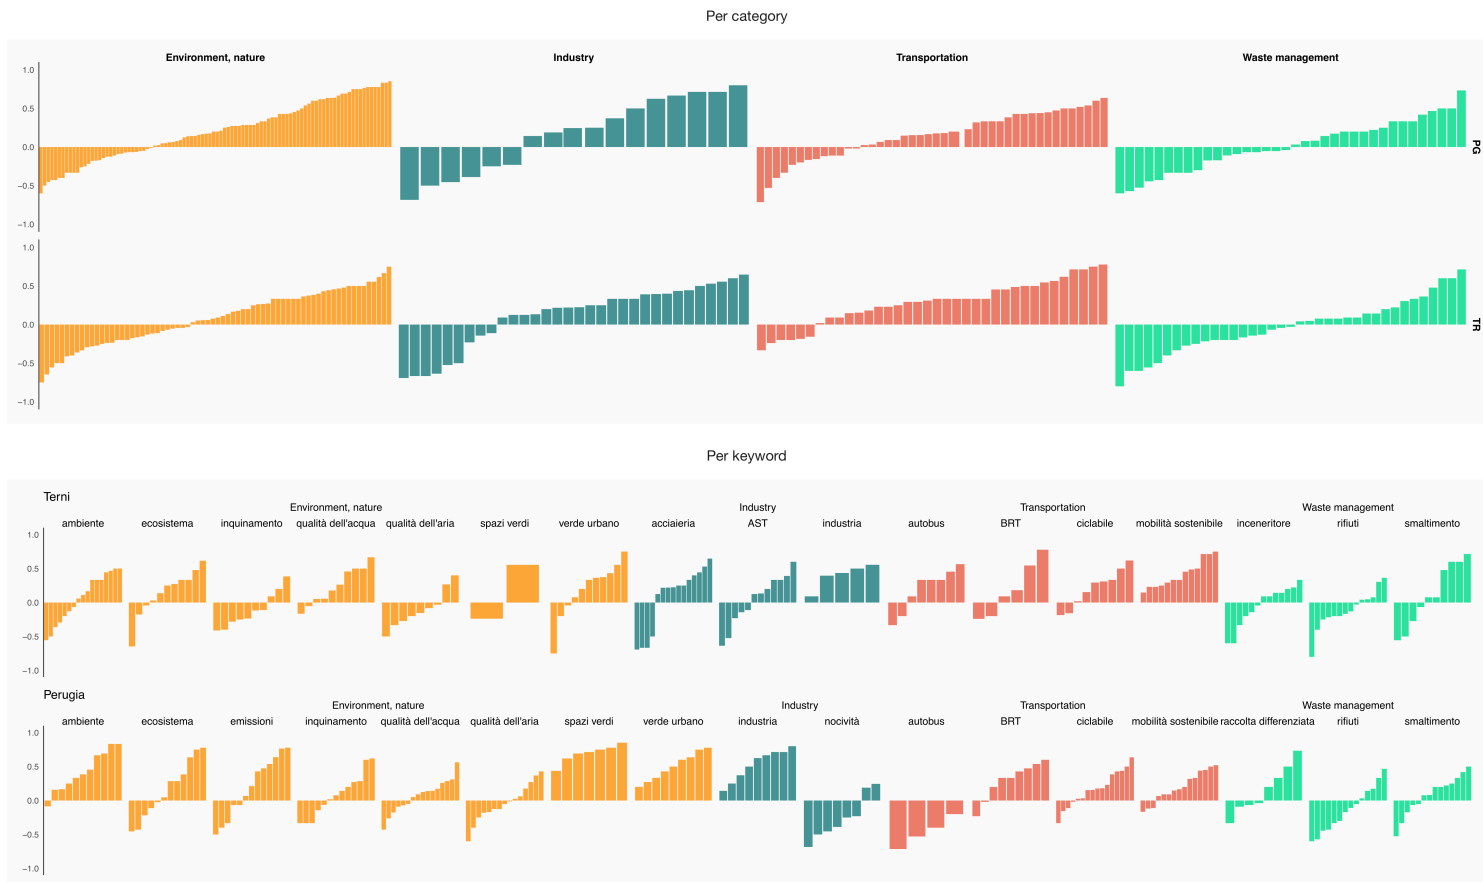 Per category
Environment, nature Industry Transportation Waste management
1.0
0.5
0.0
−0.5
−1.0
PG
1.0
0.5
0.0
−0.5
−1.0
TR
Per keyword
Terni
Environment, nature Industry Transportation Waste management
ambiente ecosistema inquinamento qualità dell'acqua qualità dell'aria spazi verdi verde urbano acciaieria AST industria autobus BRT ciclabile mobilità sostenibile inceneritore rifiuti smaltimento
1.0
0.5
0.0
−0.5
−1.0
Perugia
Environment, nature Industry Transportation Waste management
ambiente ecosistema emissioni inquinamento qualità dell'acqua qualità dell'aria spazi verdi verde urbano industria nocività autobus BRT ciclabile mobilità sostenibile raccolta differenziata rifiuti smaltimento
1.0
0.5
0.0
−0.5
−1.0